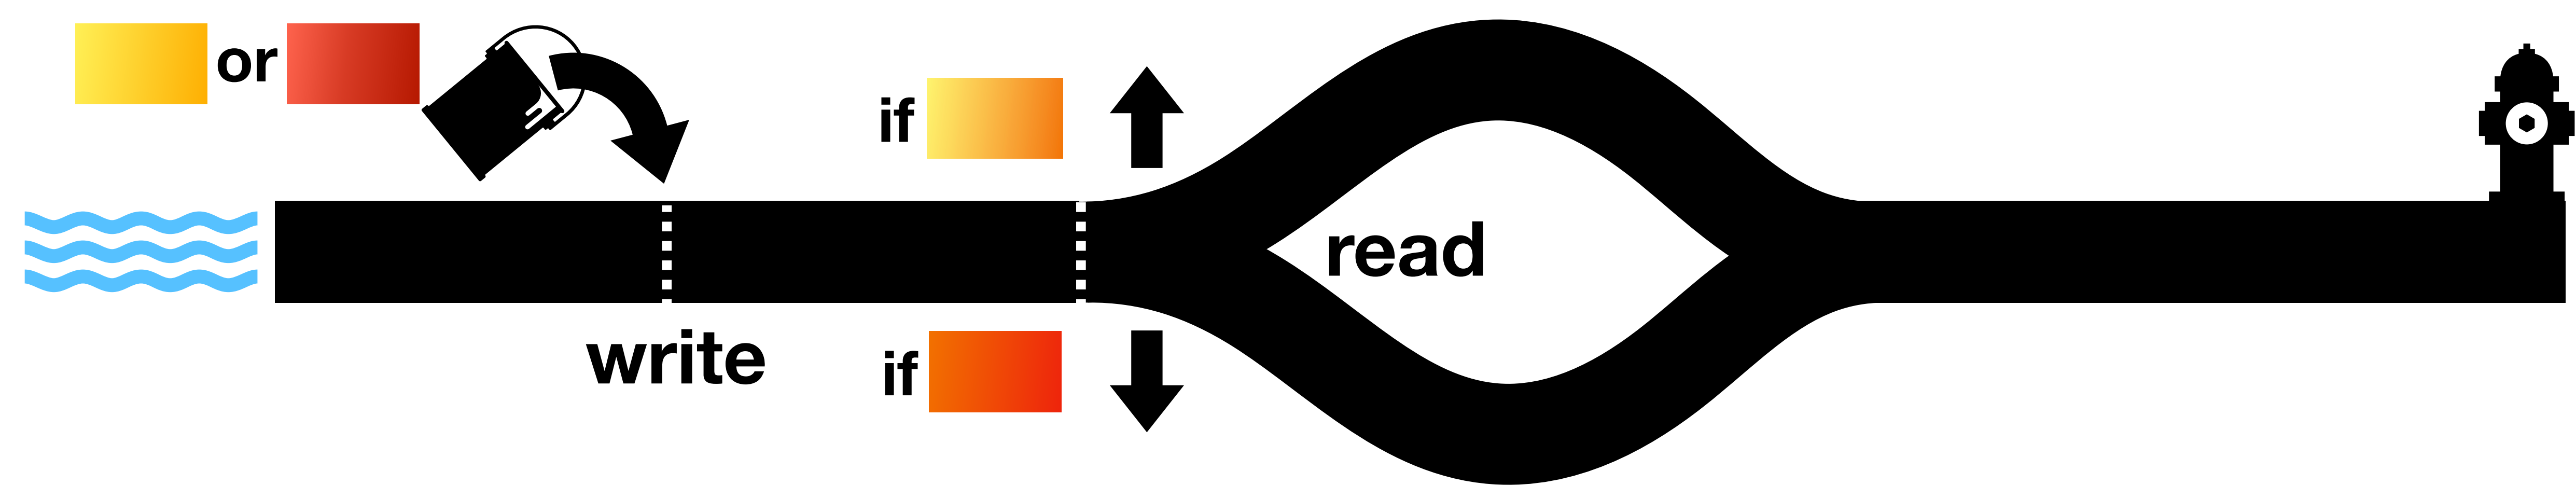 or
if
read
write
if